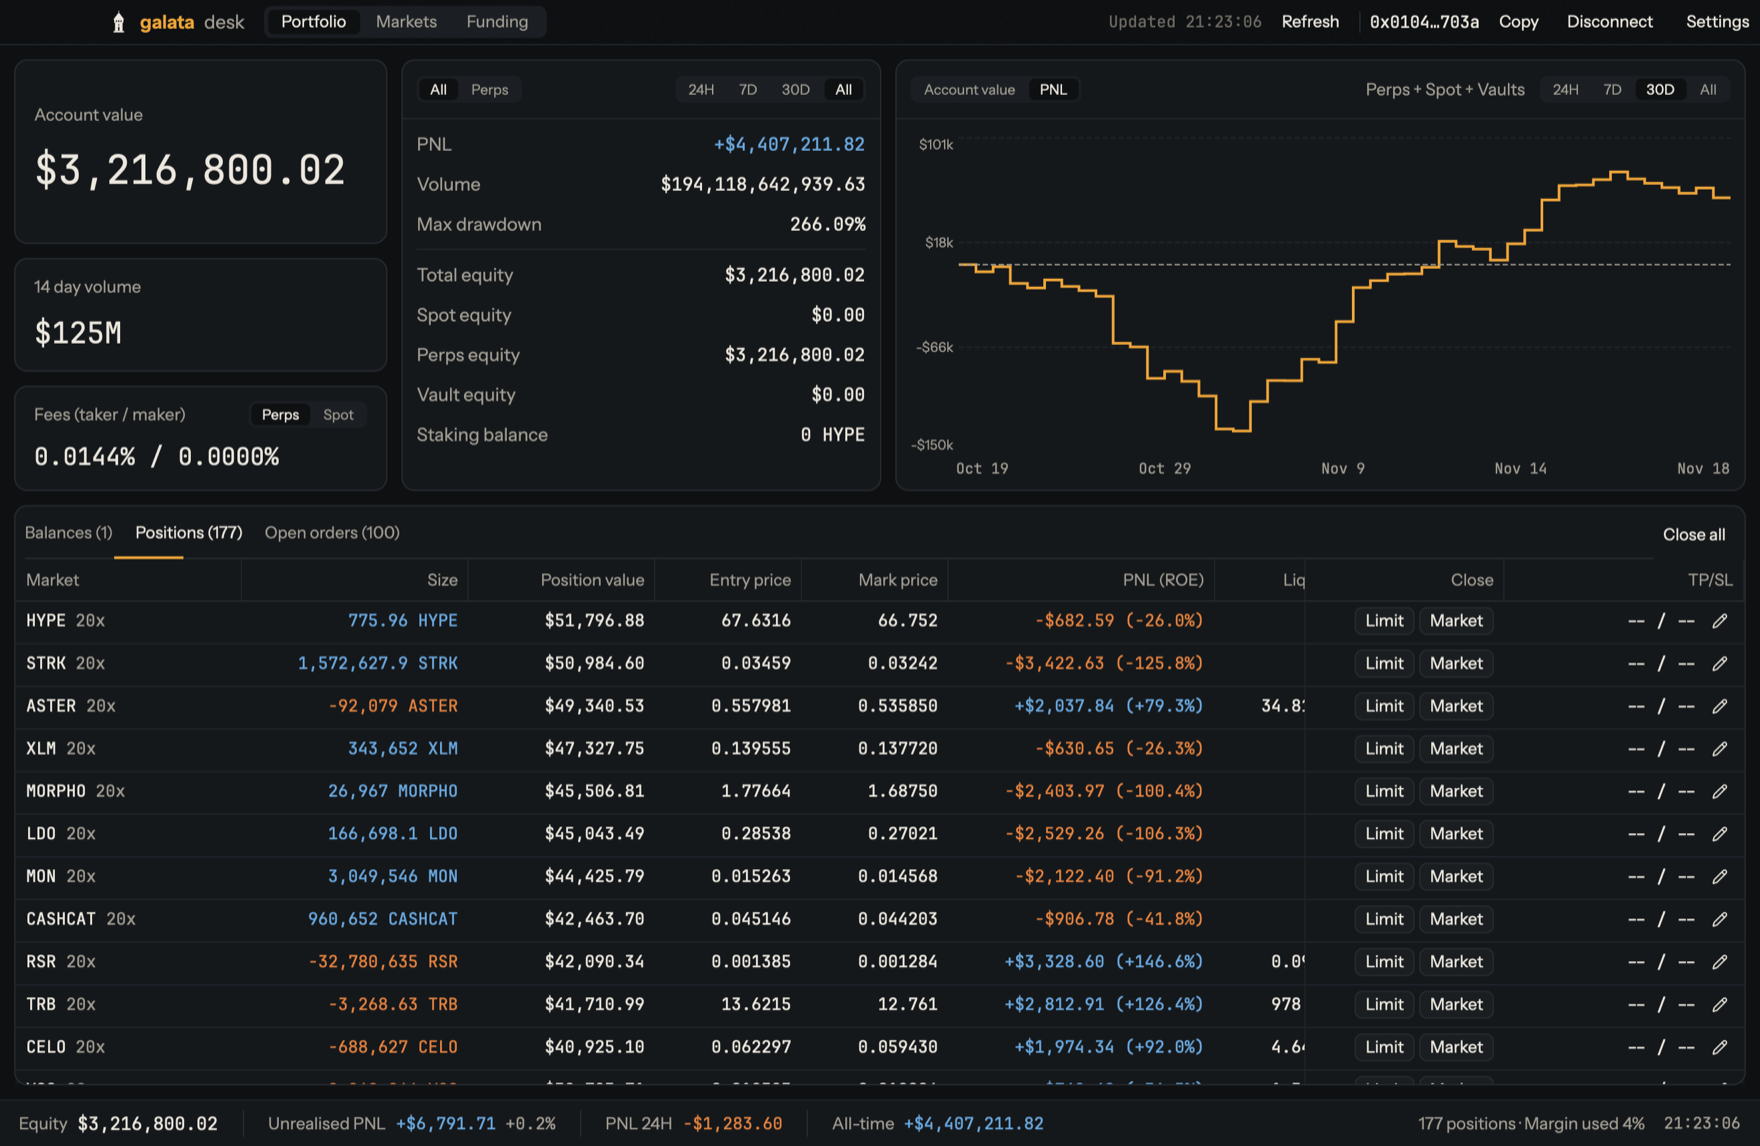 galata desk Portfolio Markets Funding Updated 21:23:06 Refresh 0x0104…703a Copy Disconnect Settings
Account value
$3,216,800.02
14 day volume
$125M
Fees (taker / maker) Perps Spot
0.0144% / 0.0000%
All Perps 24H 7D 30D All
PNL +$4,407,211.82
Volume $194,118,642,939.63
Max drawdown 266.09%
Total equity $3,216,800.02
Spot equity $0.00
Perps equity $3,216,800.02
Vault equity $0.00
Staking balance 0 HYPE
Account value PNL Perps + Spot + Vaults 24H 7D 30D All
$101k
$18k
-$66k
-$150k
Oct 19 Oct 29 Nov 9 Nov 14 Nov 18
Balances (1) Positions (177) Open orders (100) Close all
Market Size Position value Entry price Mark price PNL (ROE) Liq Close TP/SL
HYPE 20x 775.96 HYPE $51,796.88 67.6316 66.752 -$682.59 (-26.0%) Limit Market -- / --
STRK 20x 1,572,627.9 STRK $50,984.60 0.03459 0.03242 -$3,422.63 (-125.8%) Limit Market -- / --
ASTER 20x -92,079 ASTER $49,340.53 0.557981 0.535850 +$2,037.84 (+79.3%) 34.81 Limit Market -- / --
XLM 20x 343,652 XLM $47,327.75 0.139555 0.137720 -$630.65 (-26.3%) Limit Market -- / --
MORPHO 20x 26,967 MORPHO $45,506.81 1.77664 1.68750 -$2,403.97 (-100.4%) Limit Market -- / --
LDO 20x 166,698.1 LDO $45,043.49 0.28538 0.27021 -$2,529.26 (-106.3%) Limit Market -- / --
MON 20x 3,049,546 MON $44,425.79 0.015263 0.014568 -$2,122.40 (-91.2%) Limit Market -- / --
CASHCAT 20x 960,652 CASHCAT $42,463.70 0.045146 0.044203 -$906.78 (-41.8%) Limit Market -- / --
RSR 20x -32,780,635 RSR $42,090.34 0.001385 0.001284 +$3,328.60 (+146.6%) 0.09 Limit Market -- / --
TRB 20x -3,268.63 TRB $41,710.99 13.6215 12.761 +$2,812.91 (+126.4%) 978 Limit Market -- / --
CELO 20x -688,627 CELO $40,925.10 0.062297 0.059430 +$1,974.34 (+92.0%) 4.64 Limit Market -- / --
Equity $3,216,800.02 Unrealised PNL +$6,791.71 +0.2% PNL 24H -$1,283.60 All-time +$4,407,211.82 177 positions · Margin used 4% 21:23:06